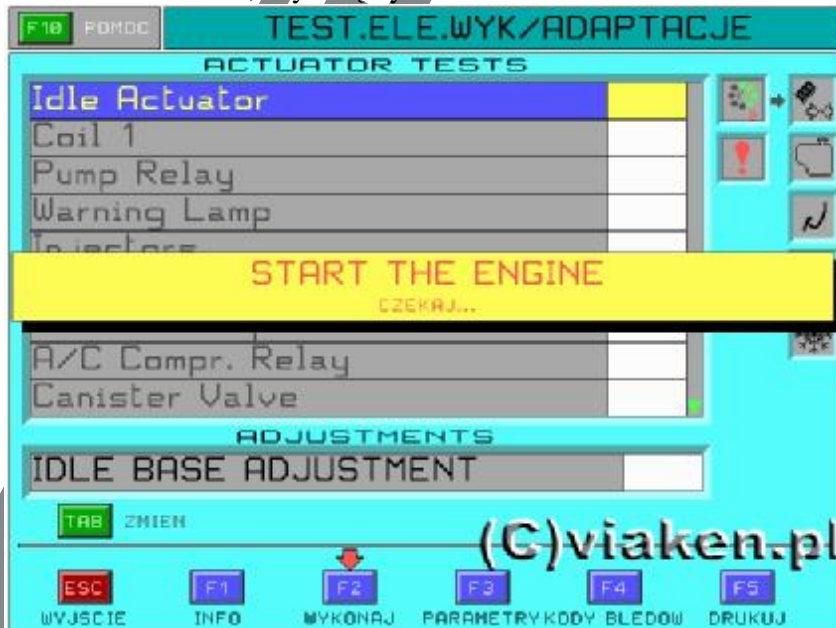 F10 POMOC TEST.ELE.WYK/ADAPTACJE
ACTUATOR TESTS
Idle Actuator
Coil 1
Pump Relay
Warning Lamp
Injectors
START THE ENGINE
CZEKAJ...
A/C Compr. Relay
Canister Valve
ADJUSTMENTS
IDLE BASE ADJUSTMENT
TAB ZMIEN
(C)viaken.pl
ESC F1 F2 F3 F4 F5
WYJSCIE INFO WYKONAJ PARAMETRY KODY BLEDOW DRUKUJ